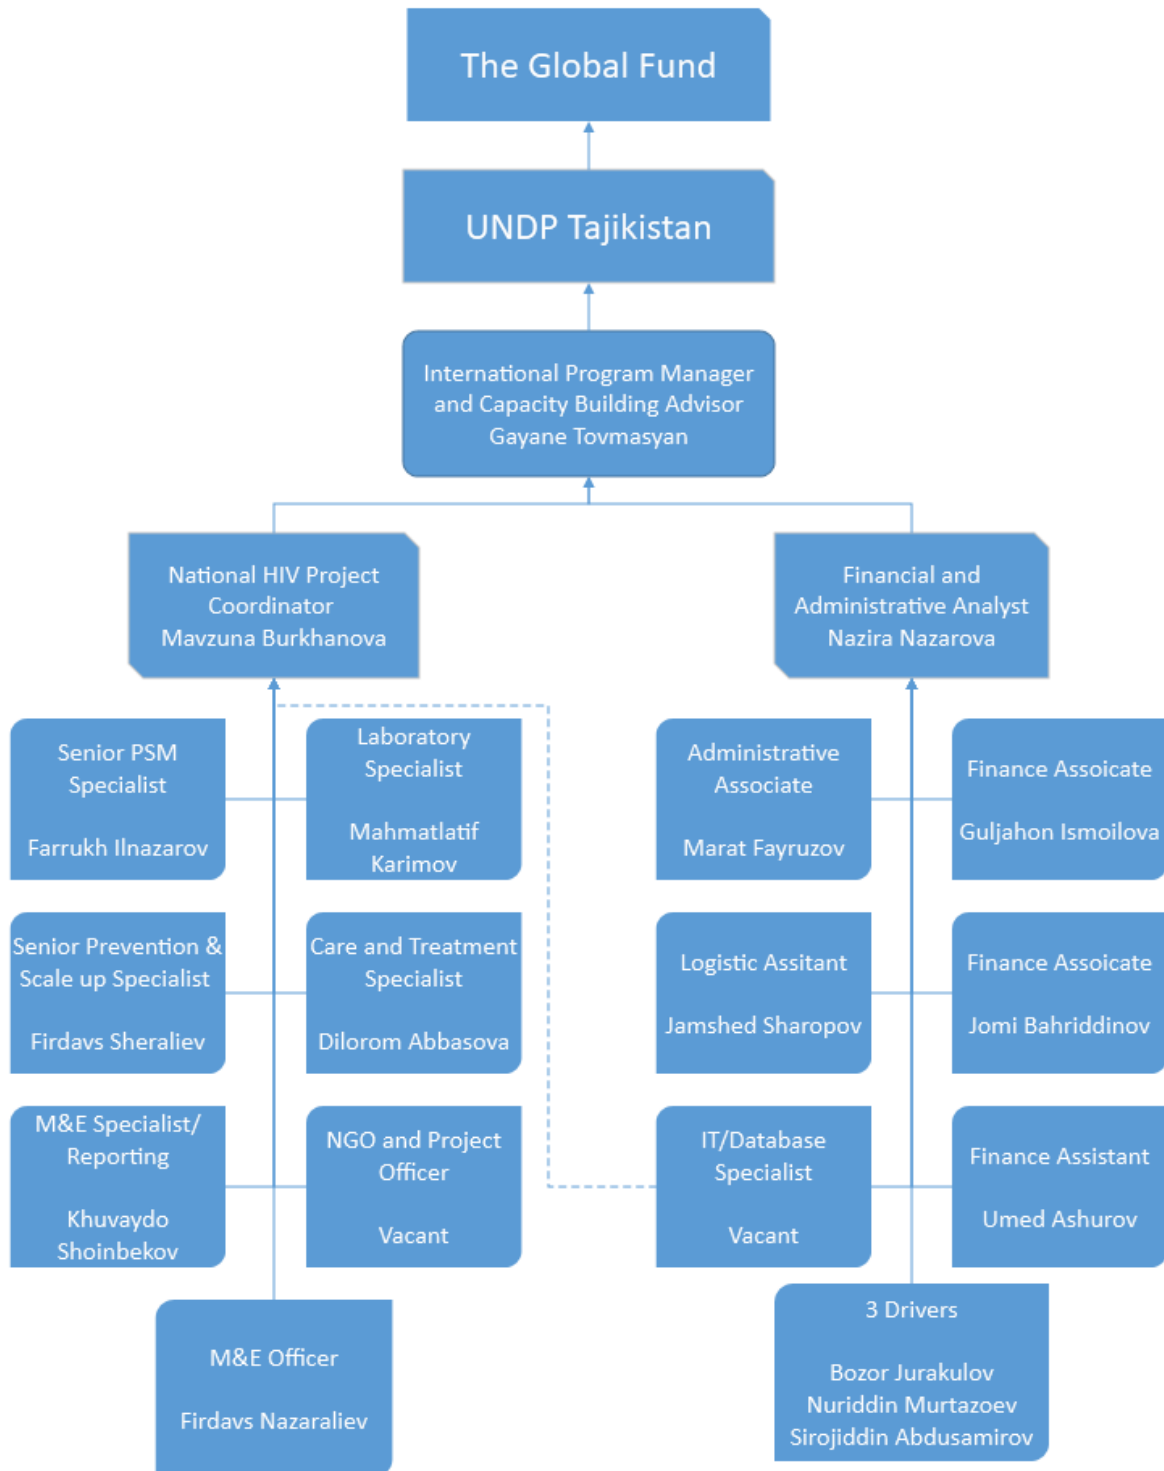 The Global Fund
UNDP Tajikistan
International Program Manager
and Capacity Building Advisor
Gayane Tovmasyan
National HIV Project
Coordinator
Mavzuna Burkhanova
Financial and
Administrative Analyst
Nazira Nazarova
Senior PSM
Specialist
Farrukh Ilnazarov
Laboratory
Specialist
Mahmatlatif
Karimov
Administrative
Associate
Marat Fayruzov
Finance Assoicate
Guljahon Ismoilova
Senior Prevention &
Scale up Specialist
Firdavs Sheraliev
Care and Treatment
Specialist
Dilorom Abbasova
Logistic Assitant
Jamshed Sharopov
Finance Assoicate
Jomi Bahriddinov
M&E Specialist/
Reporting
Khuvaydo
Shoinbekov
NGO and Project
Officer
Vacant
IT/Database
Specialist
Vacant
Finance Assistant
Umed Ashurov
M&E Officer
Firdavs Nazaraliev
3 Drivers
Bozor Jurakulov
Nuriddin Murtazoev
Sirojiddin Abdusamirov